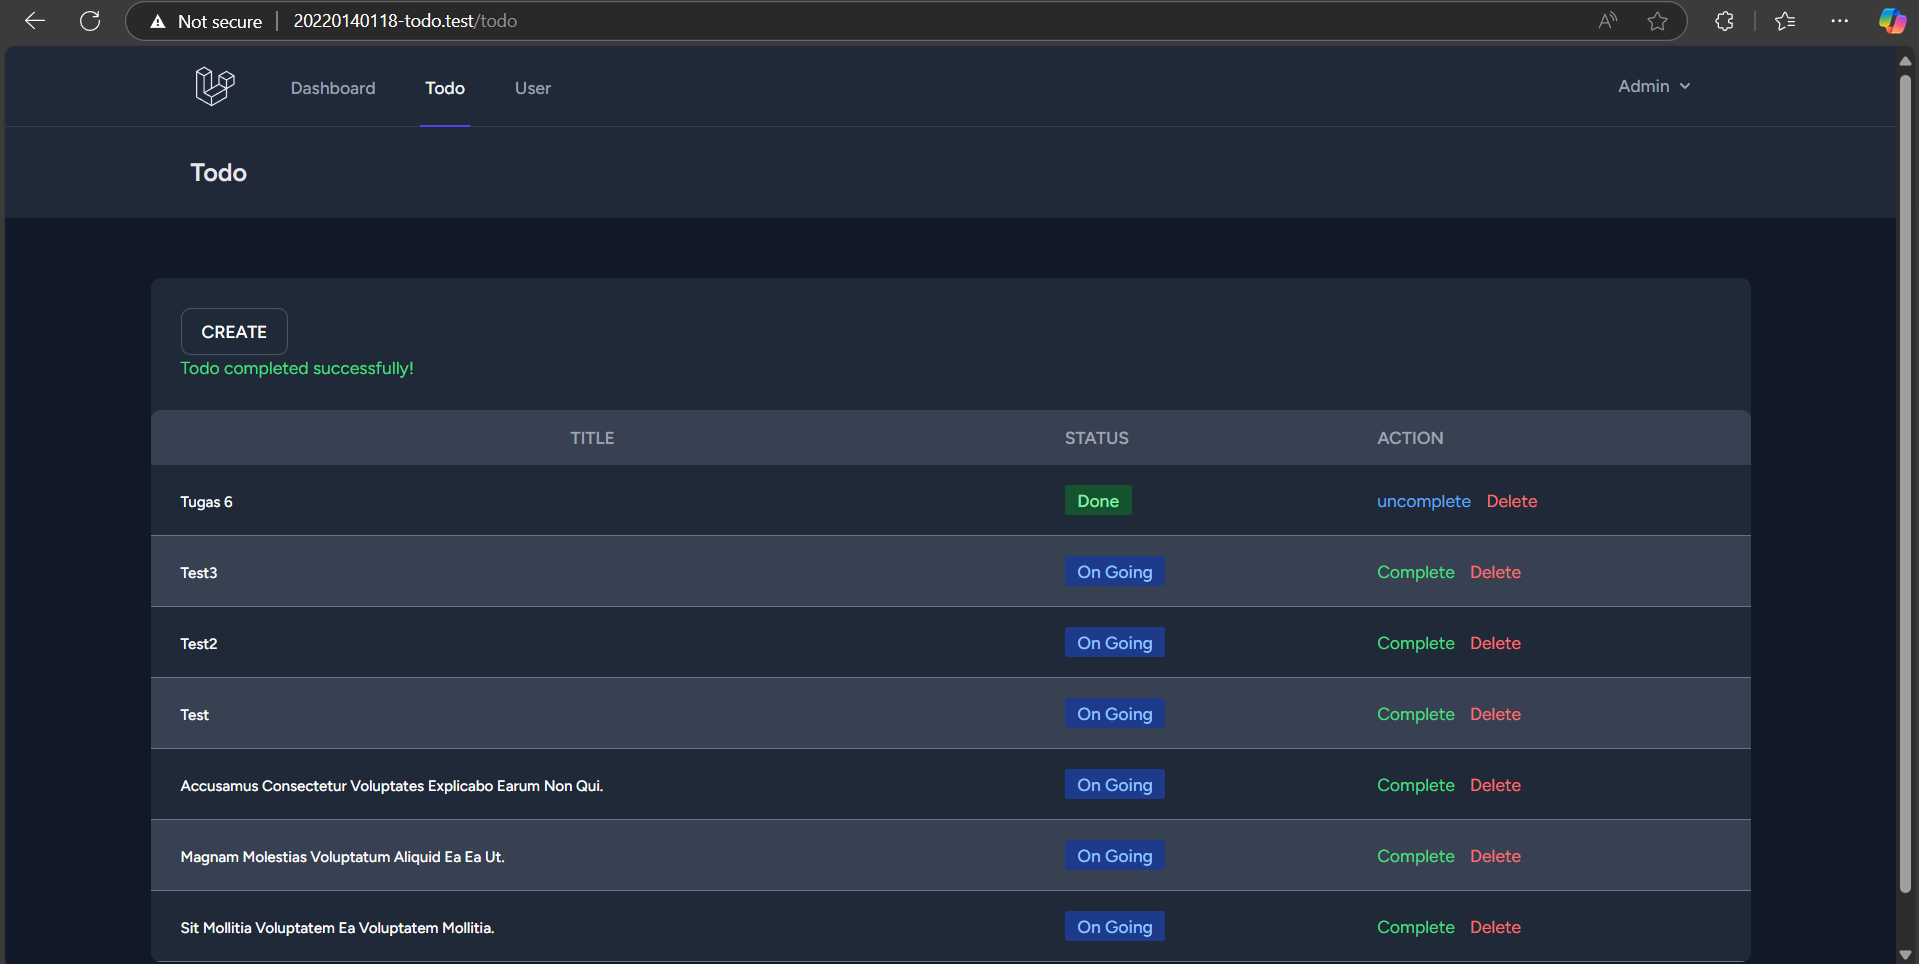 Not secure 20220140118-todo.test/todo
Dashboard Todo User Admin
Todo
CREATE
Todo completed successfully!
TITLE STATUS ACTION
Tugas 6 Done uncomplete Delete
Test3 On Going Complete Delete
Test2 On Going Complete Delete
Test On Going Complete Delete
Accusamus Consectetur Voluptates Explicabo Earum Non Qui. On Going Complete Delete
Magnam Molestias Voluptatum Aliquid Ea Ea Ut. On Going Complete Delete
Sit Mollitia Voluptatem Ea Voluptatem Mollitia. On Going Complete Delete